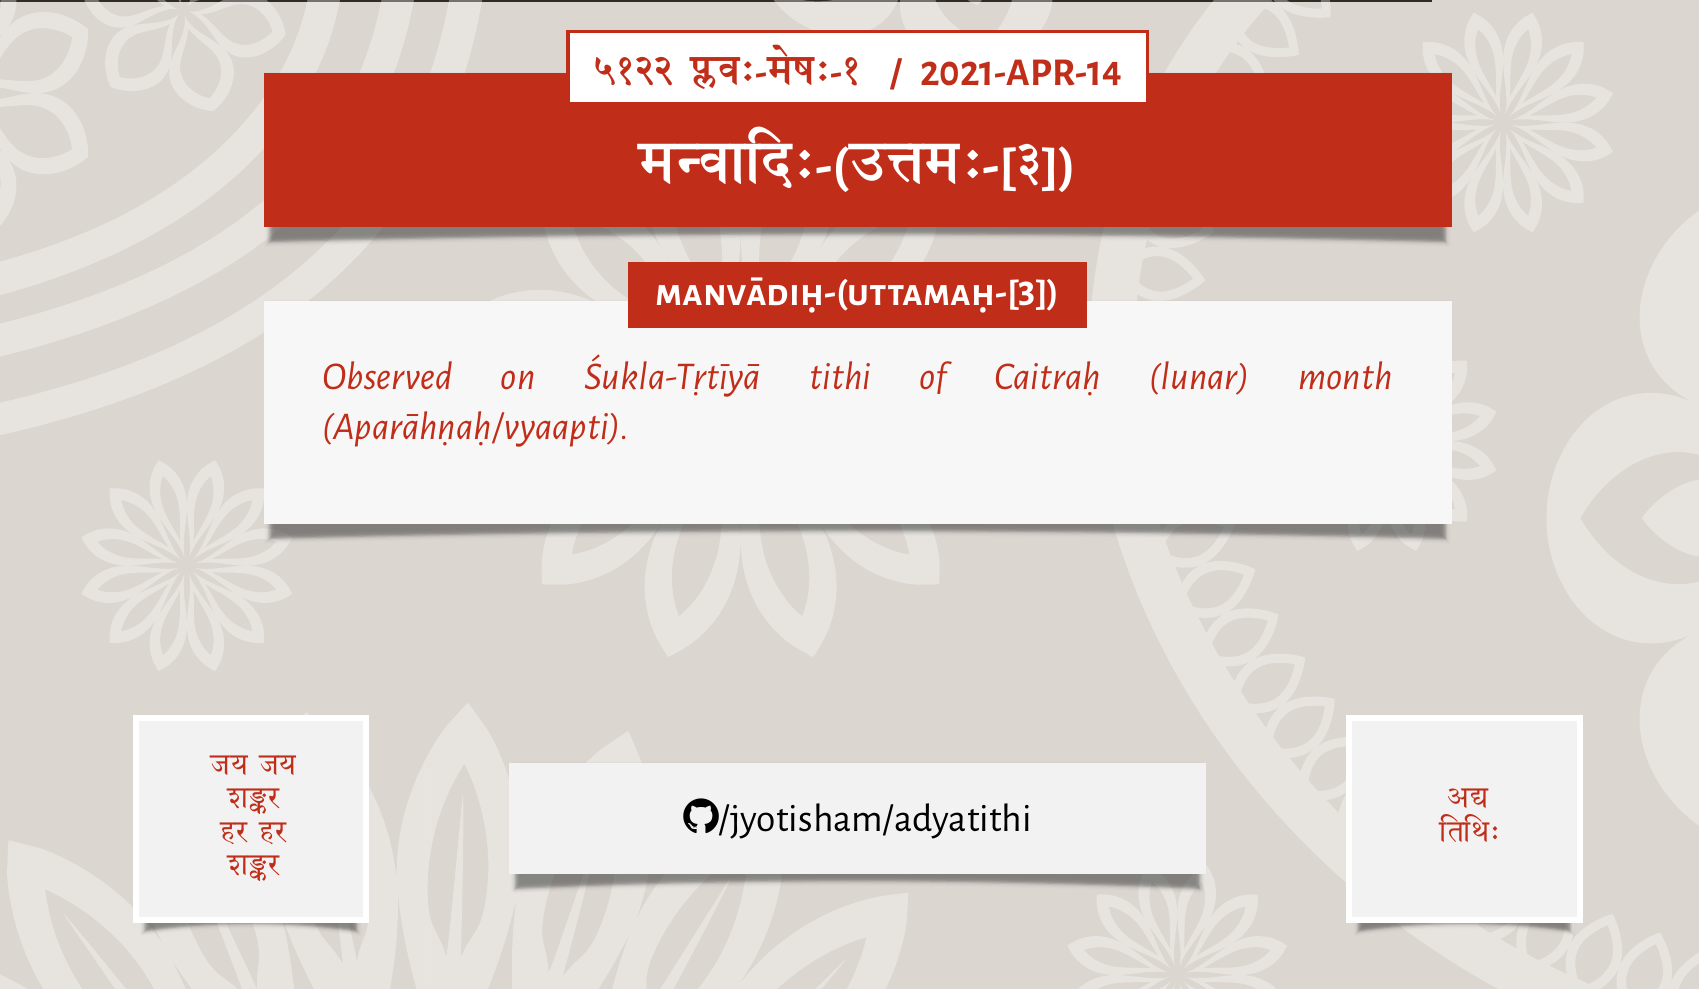 ५१२२ प्लवः-मेषः-१ / 2021-APR-14
मन्वादिः-(उत्तमः-[३])
MANVĀDIḤ-(UTTAMAḤ-[3])
Observed on Śukla-Tṛtīyā tithi of Caitraḥ (lunar) month
(Aparāhṇaḥ/vyaapti).
जय जय
शङ्कर
हर हर
शङ्कर
/jyotisham/adyatithi
अद्य
तिथिः